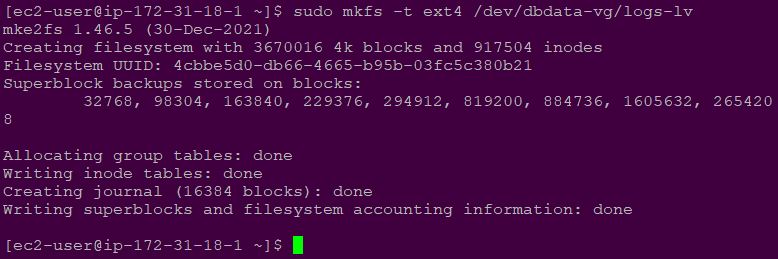 [ec2-user@ip-172-31-18-1 ~]$ sudo mkfs -t ext4 /dev/dbdata-vg/logs-lv
mke2fs 1.46.5 (30-Dec-2021)
Creating filesystem with 3670016 4k blocks and 917504 inodes
Filesystem UUID: 4cbbe5d0-db66-4665-b95b-03fc5c380b21
Superblock backups stored on blocks:
        32768, 98304, 163840, 229376, 294912, 819200, 884736, 1605632, 265420
8
Allocating group tables: done
Writing inode tables: done
Creating journal (16384 blocks): done
Writing superblocks and filesystem accounting information: done
[ec2-user@ip-172-31-18-1 ~]$